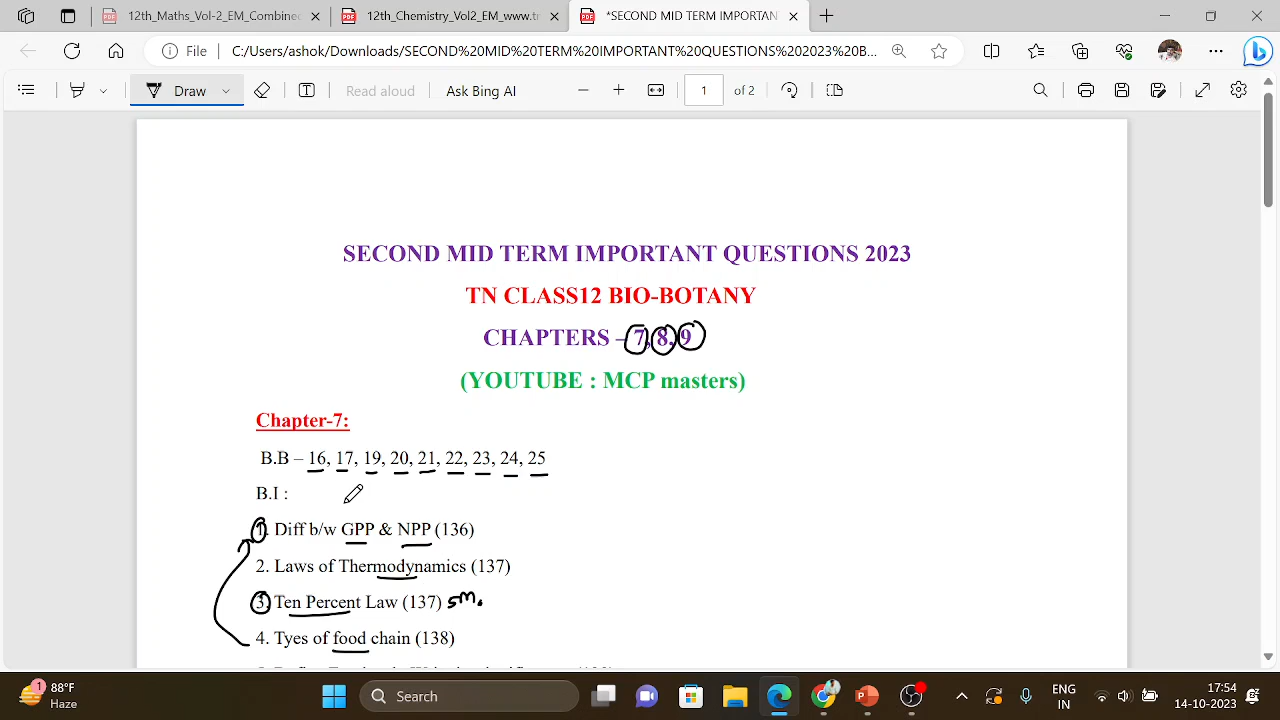 12th_Maths_Vol-2_EM_Combine
12th_Chemistry_Vol2_EM_www.tr
*SECOND MID TERM IMPORTANT
File
C:/Users/ashok/Downloads/SECOND%20MID%20TERM%20IMPORTANT%20QUESTIONS%202023%20B...
Draw
Read aloud
Ask Bing AI
1
of 2
SECOND MID TERM IMPORTANT QUESTIONS 2023
TN CLASS12 BIO-BOTANY
CHAPTERS – 7, 8, 9
(YOUTUBE : MCP masters)
Chapter-7:
B.B – 16, 17, 19, 20, 21, 22, 23, 24, 25
B.I :
1. Diff b/w GPP & NPP (136)
2. Laws of Thermodynamics (137)
3. Ten Percent Law (137) 5m.
4. Tyes of food chain (138)
1
88°F
Haze
Search
ENG
IN
17:54
14-10-2023